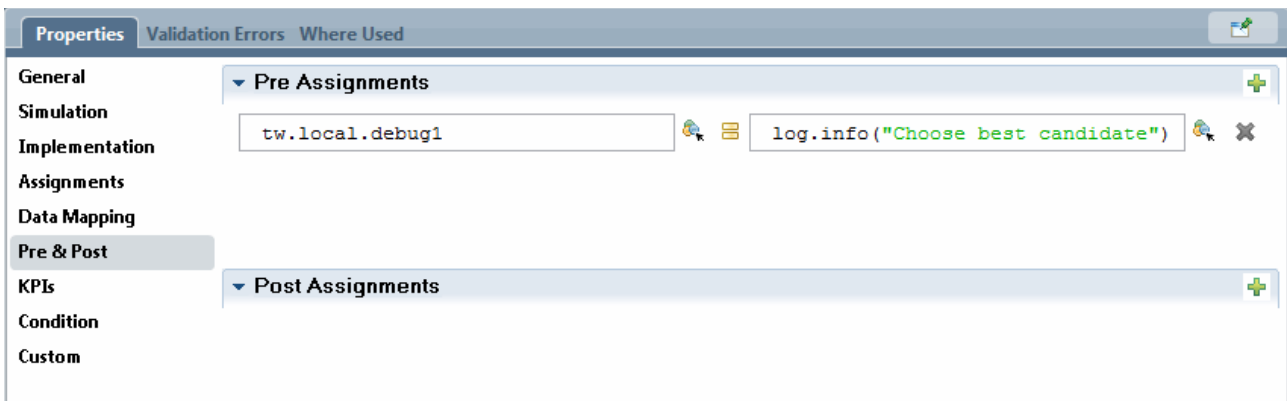 Properties Validation Errors Where Used
General
Simulation
Implementation
Assignments
Data Mapping
Pre & Post
KPIs
Condition
Custom
Pre Assignments
tw.local.debug1
log.info("Choose best candidate")
Post Assignments